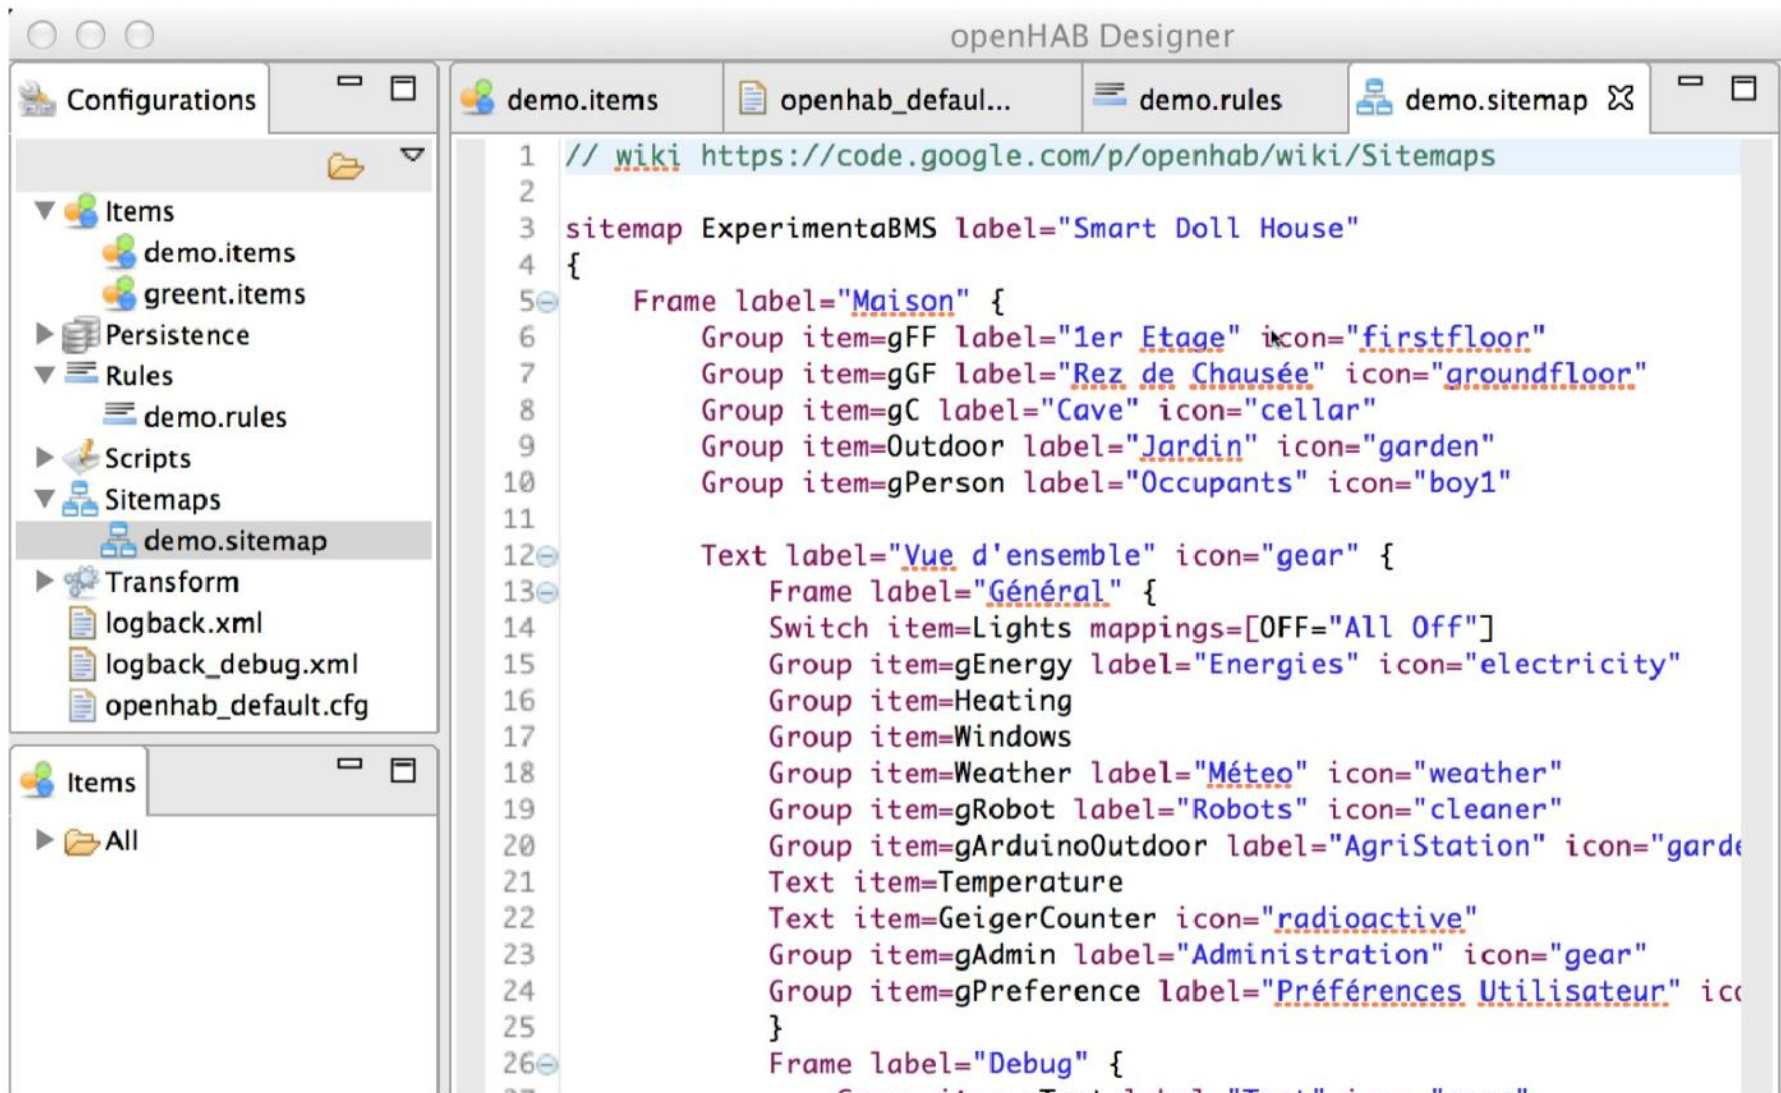 openHAB Designer
Configurations
Items
demo.items
greent.items
Persistence
Rules
demo.rules
Scripts
Sitemaps
demo.sitemap
Transform
logback.xml
logback_debug.xml
openhab_default.cfg
Items
All
demo.items
openhab_defaul...
demo.rules
demo.sitemap
1 // wiki https://code.google.com/p/openhab/wiki/Sitemaps
2
3 sitemap ExperimentaBMS label="Smart Doll House"
4 {
5 Frame label="Maison" {
6 Group item=gFF label="1er Etage" icon="firstfloor"
7 Group item=gGF label="Rez de Chausée" icon="groundfloor"
8 Group item=gC label="Cave" icon="cellar"
9 Group item=Outdoor label="Jardin" icon="garden"
10 Group item=gPerson label="Occupants" icon="boy1"
11
12 Text label="Vue d'ensemble" icon="gear" {
13 Frame label="Général" {
14 Switch item=Lights mappings=[OFF="All Off"]
15 Group item=gEnergy label="Energies" icon="electricity"
16 Group item=Heating
17 Group item=Windows
18 Group item=Weather label="Méteo" icon="weather"
19 Group item=gRobot label="Robots" icon="cleaner"
20 Group item=gArduinoOutdoor label="AgriStation" icon="garde
21 Text item=Temperature
22 Text item=GeigerCounter icon="radioactive"
23 Group item=gAdmin label="Administration" icon="gear"
24 Group item=gPreference label="Préférences Utilisateur" ico
25 }
26 Frame label="Debug" {